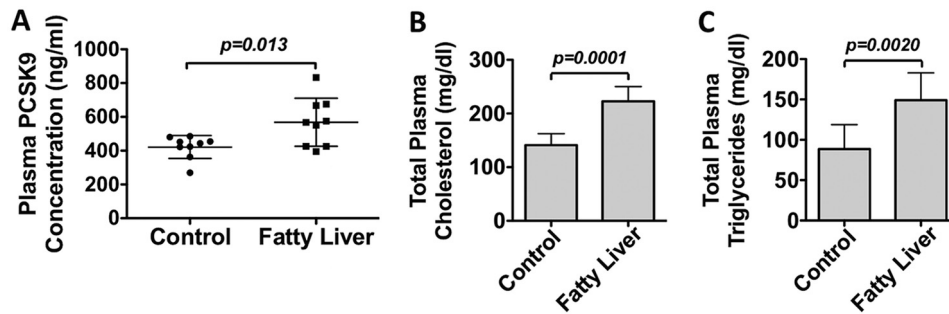 A
Plasma PCSK9
Concentration (ng/ml)
1000
800
600
400
200
0
p=0.013
Control
Fatty Liver
B
Total Plasma
Cholesterol (mg/dl)
300
200
100
0
p=0.0001
Control
Fatty Liver
C
Total Plasma
Triglycerides (mg/dl)
200
150
100
50
0
p=0.0020
Control
Fatty Liver